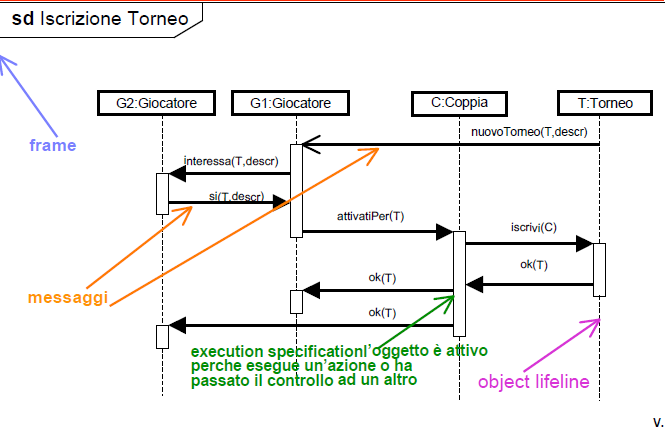 sd Iscrizione Torneo
G2:Giocatore
G1:Giocatore
C:Coppia
T:Torneo
nuovoTorneo(T,descr)
frame
interessa(T,descr)
si(T,descr)
attivatiPer(T)
iscrivi(C)
ok(T)
ok(T)
messaggi
ok(T)
execution specificationl'oggetto è attivo
perche esegue un'azione o ha
passato il controllo ad un altro
object lifeline
v.